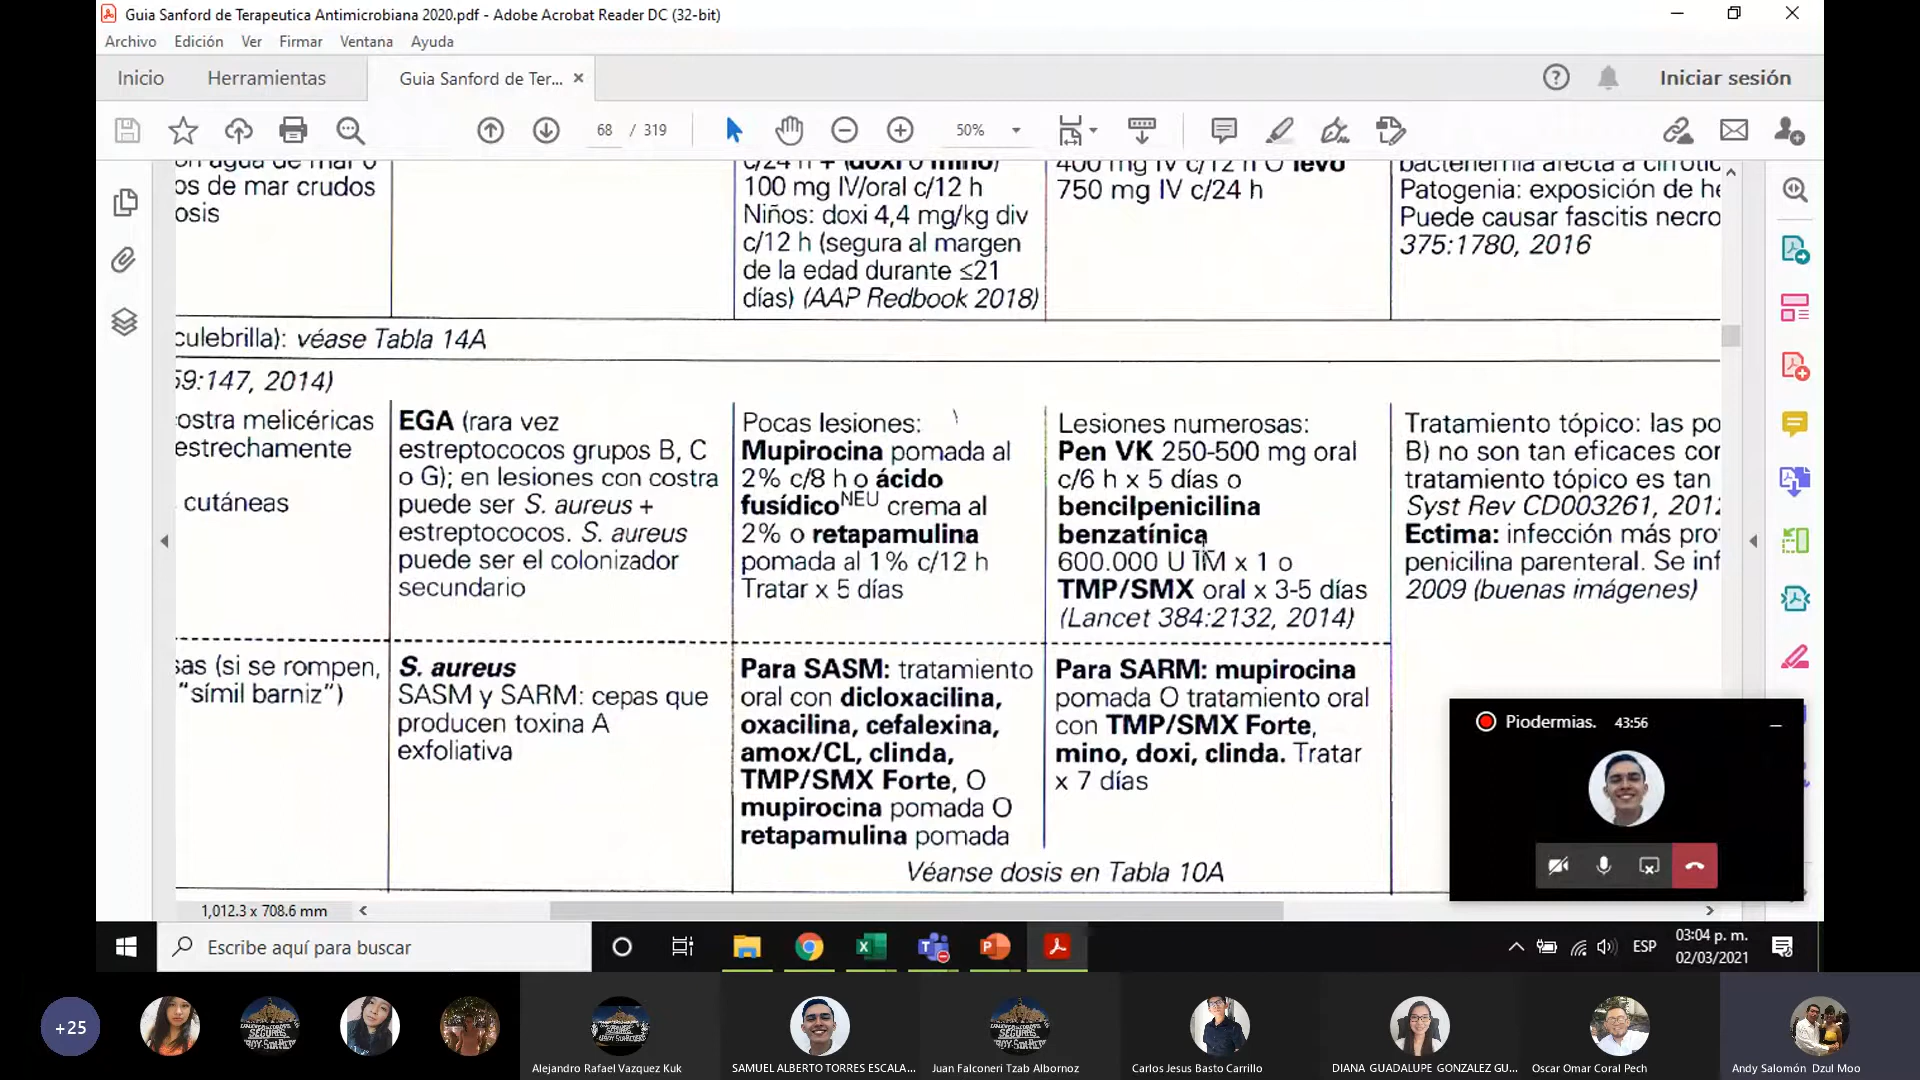 Guia Sanford de Terapeutica Antimicrobiana 2020.pdf - Adobe Acrobat Reader DC (32-bit)
Archivo Edición Ver Firmar Ventana Ayuda
Inicio Herramientas Guia Sanford de Ter... × Iniciar sesión
68 / 319 50%
os de mar crudos
osis
100 mg IV/oral c/12 h
Niños: doxi 4,4 mg/kg div
c/12 h (segura al margen
de la edad durante ≤21
días) (AAP Redbook 2018)
400 mg IV c/12 h O levo
750 mg IV c/24 h
Patogenia: exposición de he
Puede causar fascitis necro
375:1780, 2016
culebrilla): véase Tabla 14A
59:147, 2014)
costra melicéricas
estrechamente
cutáneas
EGA (rara vez
estreptococos grupos B, C
o G); en lesiones con costra
puede ser S. aureus +
estreptococos. S. aureus
puede ser el colonizador
secundario
Pocas lesiones:
Mupirocina pomada al
2% c/8 h o ácido
fusídicoNEU crema al
2% o retapamulina
pomada al 1% c/12 h
Tratar x 5 días
Lesiones numerosas:
Pen VK 250-500 mg oral
c/6 h x 5 días o
bencilpenicilina
benzatínica
600.000 U IM x 1 o
TMP/SMX oral x 3-5 días
(Lancet 384:2132, 2014)
Tratamiento tópico: las po
B) no son tan eficaces cor
tratamiento tópico es tan
Syst Rev CD003261, 2012
Ectima: infección más pro
penicilina parenteral. Se inf
2009 (buenas imágenes)
sas (si se rompen,
"símil barniz")
S. aureus
SASM y SARM: cepas que
producen toxina A
exfoliativa
Para SASM: tratamiento
oral con dicloxacilina,
oxacilina, cefalexina,
amox/CL, clinda,
TMP/SMX Forte, O
mupirocina pomada O
retapamulina pomada
Para SARM: mupirocina
pomada O tratamiento oral
con TMP/SMX Forte,
mino, doxi, clinda. Tratar
x 7 días
Véanse dosis en Tabla 10A
Piodermias. 43:56
1,012.3 x 708.6 mm
Escribe aquí para buscar
ESP
03:04 p. m.
02/03/2021
+25
Alejandro Rafael Vazquez Kuk
SAMUEL ALBERTO TORRES ESCALA...
Juan Falconeri Tzab Albornoz
Carlos Jesus Basto Carrillo
DIANA GUADALUPE GONZALEZ GU...
Oscar Omar Coral Pech
Andy Salomón Dzul Moo